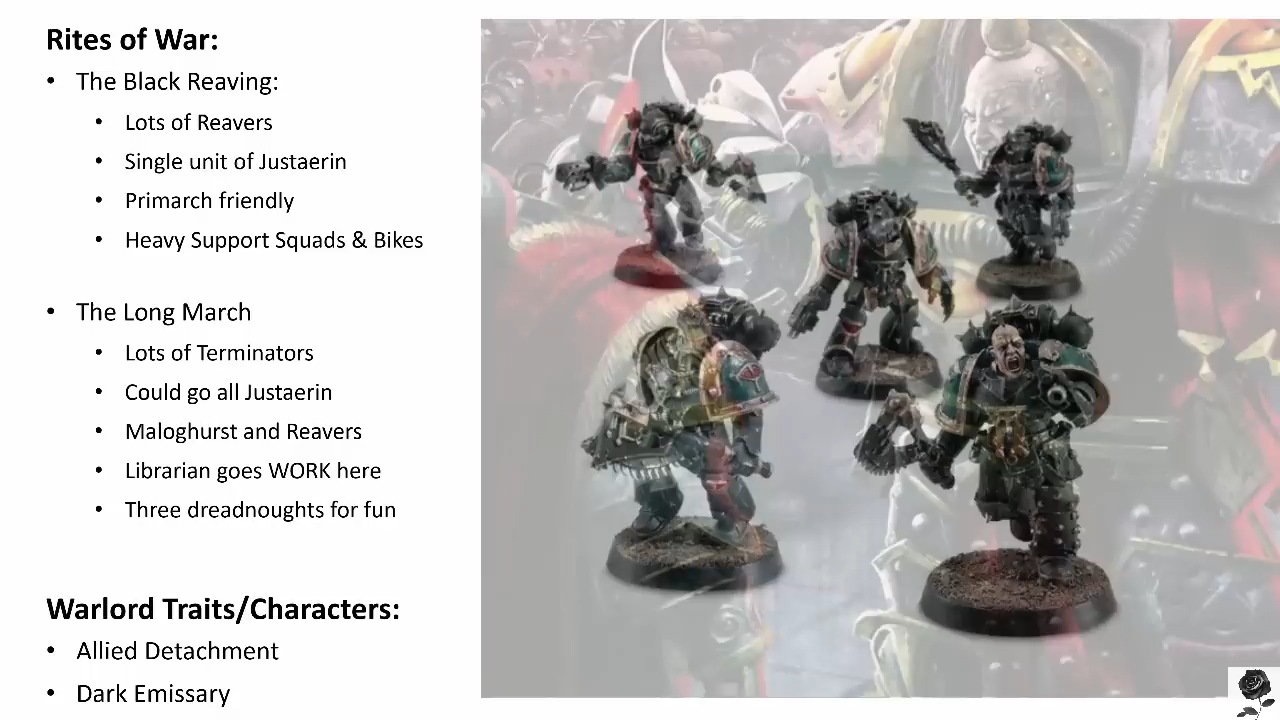 Rites of War:
• The Black Reaving:
• Lots of Reavers
• Single unit of Justaerin
• Primarch friendly
• Heavy Support Squads & Bikes
• The Long March
• Lots of Terminators
• Could go all Justaerin
• Maloghurst and Reavers
• Librarian goes WORK here
• Three dreadnoughts for fun
Warlord Traits/Characters:
• Allied Detachment
• Dark Emissary